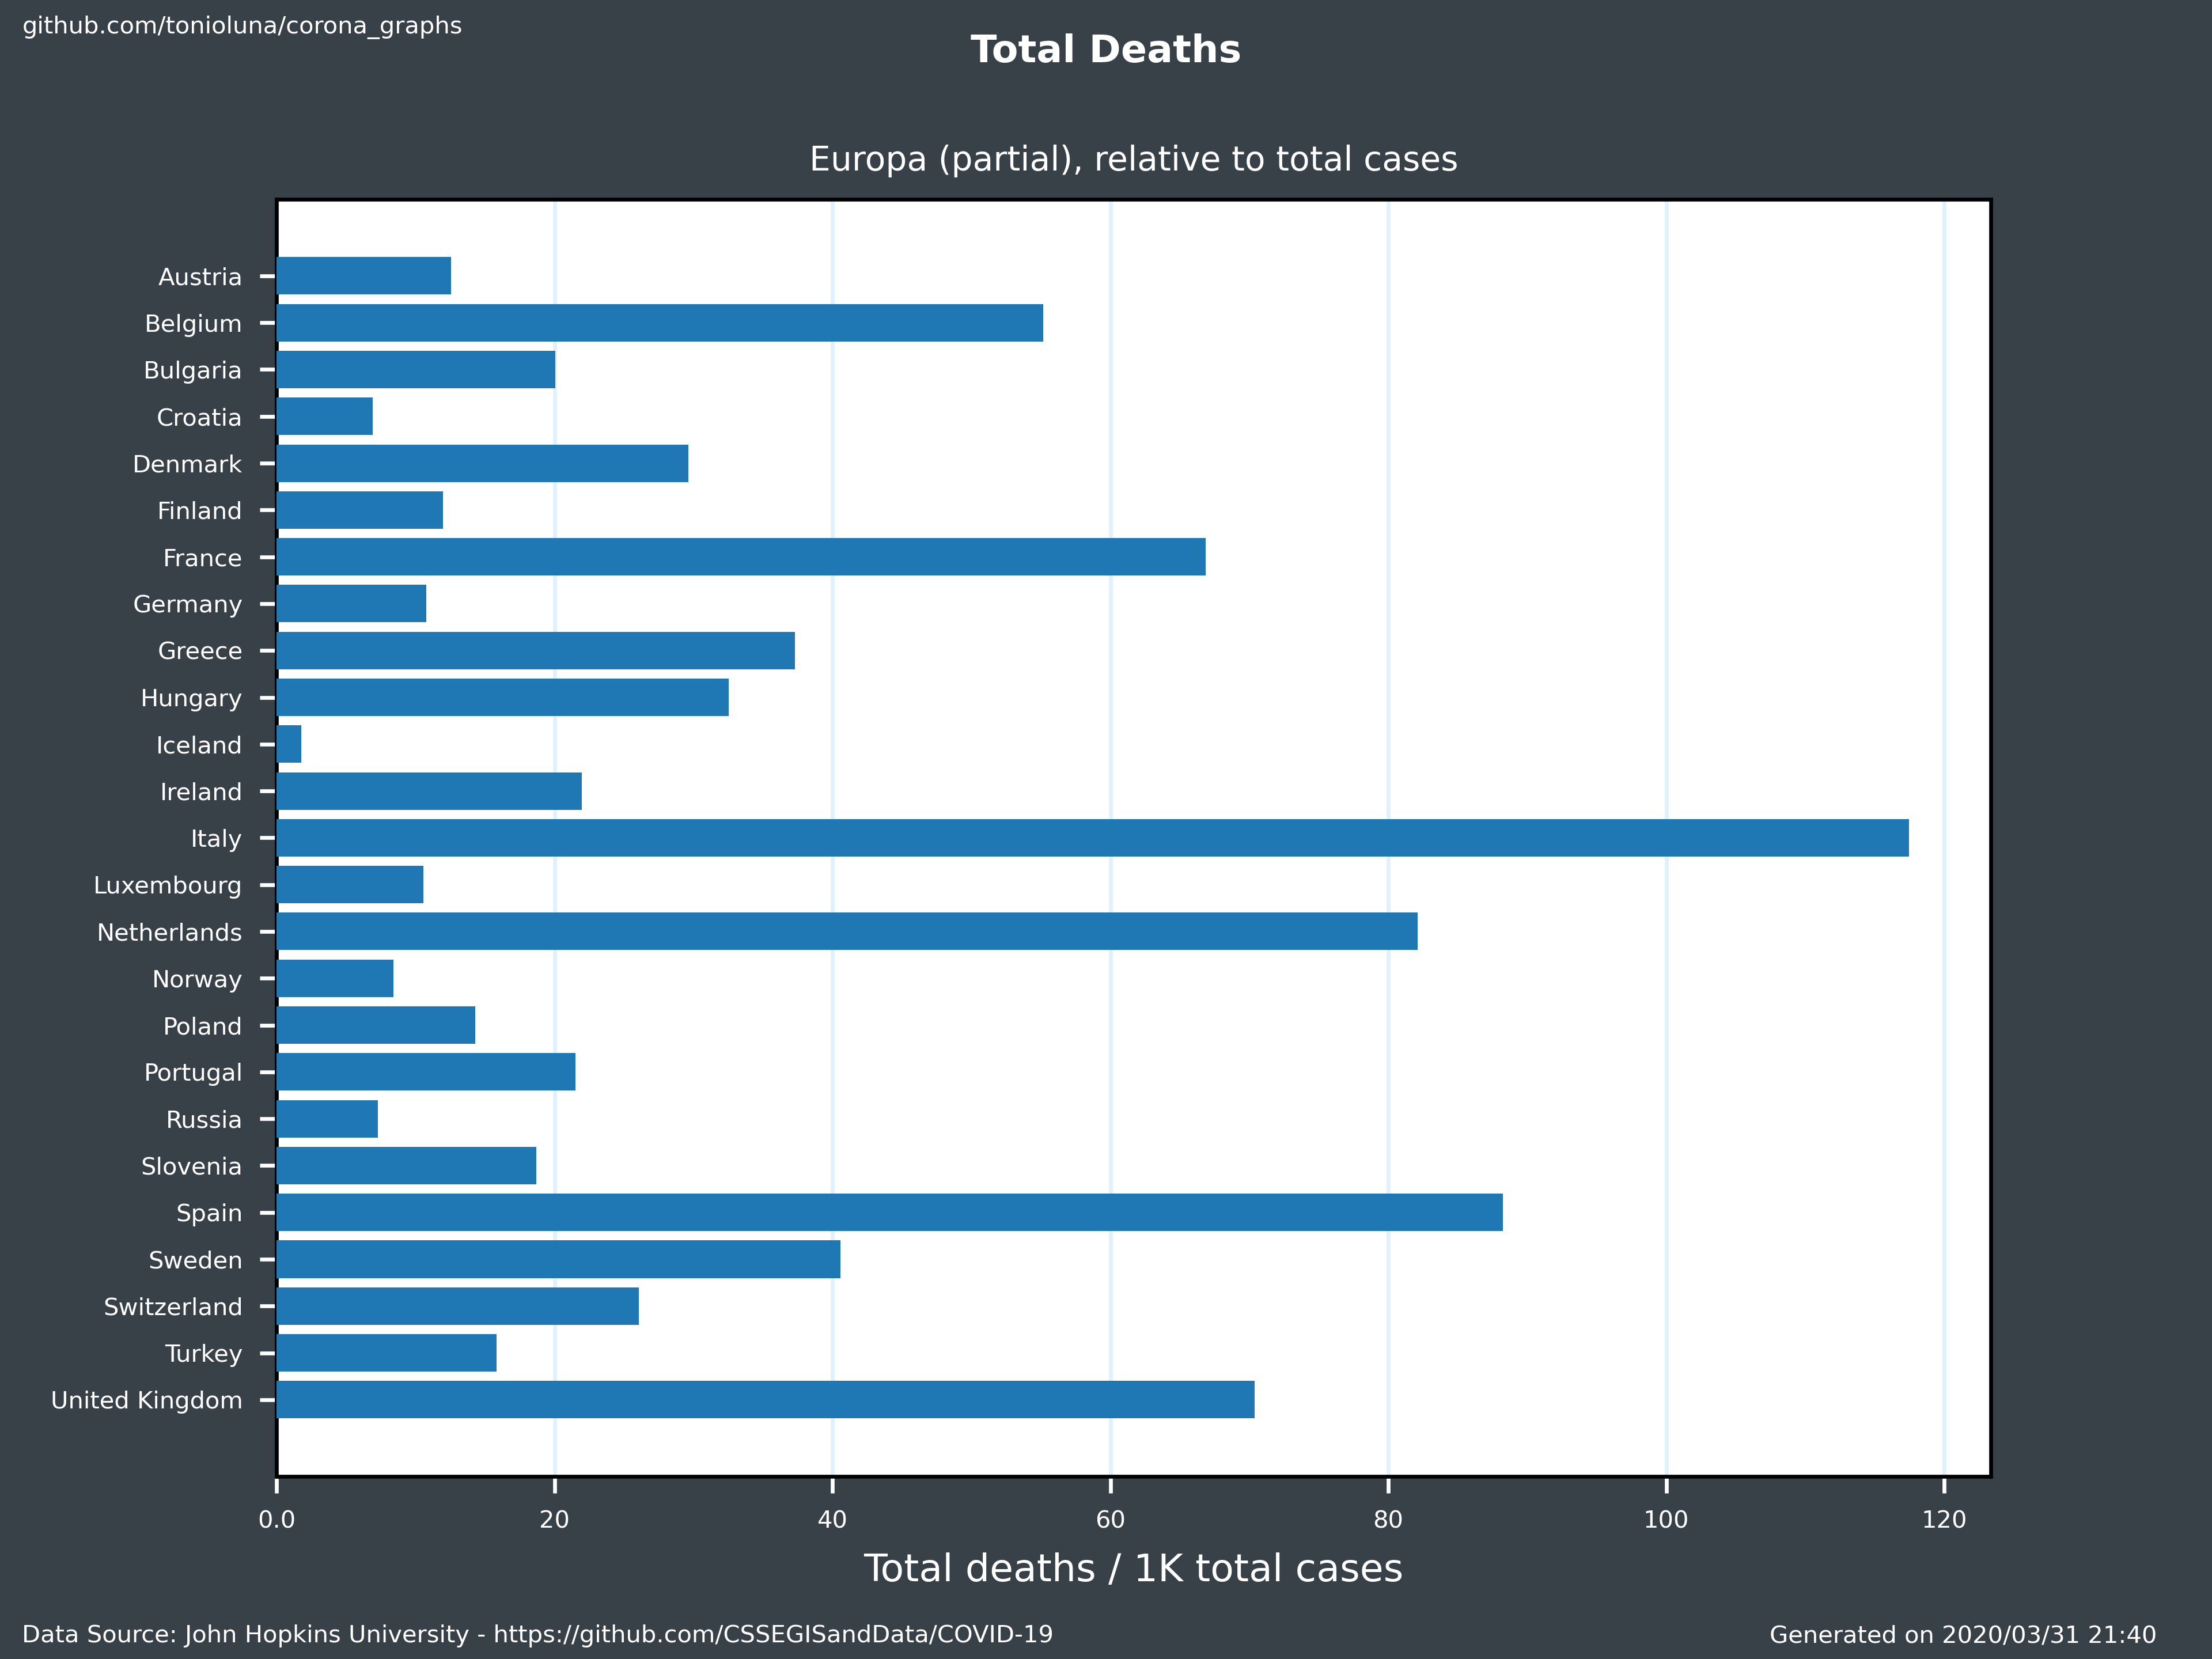 github.com/tonioluna/corona_graphs
Total Deaths
Europa (partial), relative to total cases
Austria
Belgium
Bulgaria
Croatia
Denmark
Finland
France
Germany
Greece
Hungary
Iceland
Ireland
Italy
Luxembourg
Netherlands
Norway
Poland
Portugal
Russia
Slovenia
Spain
Sweden
Switzerland
Turkey
United Kingdom
0.0 20 40 60 80 100 120
Total deaths / 1K total cases
Data Source: John Hopkins University - https://github.com/CSSEGISandData/COVID-19
Generated on 2020/03/31 21:40